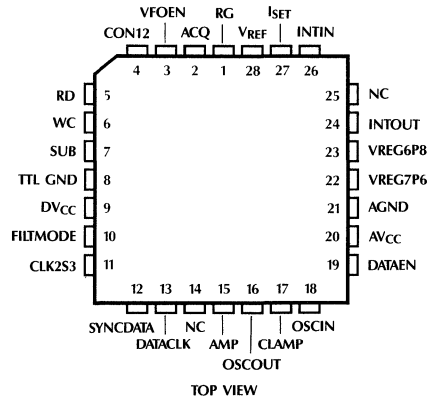 VFOEN RG ISET
CON12 ACQ VREF INTIN
4 3 2 1 28 27 26
RD 5 25 NC
WC 6 24 INTOUT
SUB 7 23 VREG6P8
TTL GND 8 22 VREG7P6
DVCC 9 21 AGND
FILTMODE 10 20 AVCC
CLK2S3 11 19 DATAEN
12 13 14 15 16 17 18
SYNCDATA NC OSCIN
DATACLK AMP CLAMP
OSCOUT
TOP VIEW